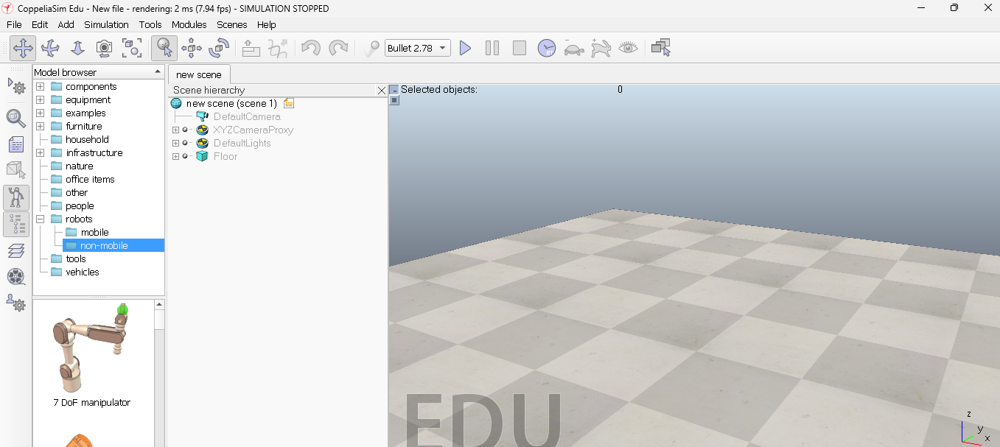 CoppeliaSim Edu - New file - rendering: 2 ms (7.94 fps) - SIMULATION STOPPED
File Edit Add Simulation Tools Modules Scenes Help
Bullet 2.78
Model browser
components
equipment
examples
furniture
household
infrastructure
nature
office items
other
people
robots
mobile
non-mobile
tools
vehicles
7 DoF manipulator
new scene
Scene hierarchy
new scene (scene 1)
DefaultCamera
XYZCameraProxy
DefaultLights
Floor
Selected objects: 0
EDU
z
y
x